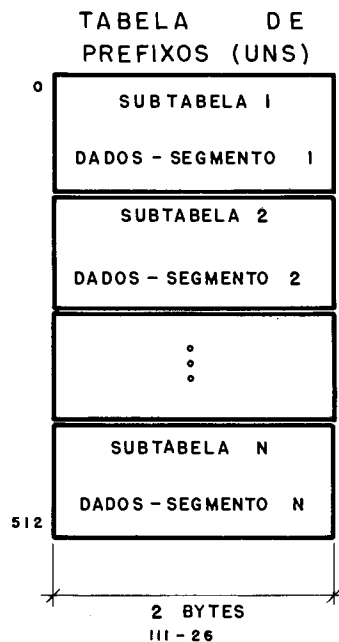 TABELA DE
PREFIXOS (UNS)
0
SUBTABELA 1
DADOS - SEGMENTO 1
SUBTABELA 2
DADOS - SEGMENTO 2
SUBTABELA N
DADOS - SEGMENTO N
512
2 BYTES
III - 26